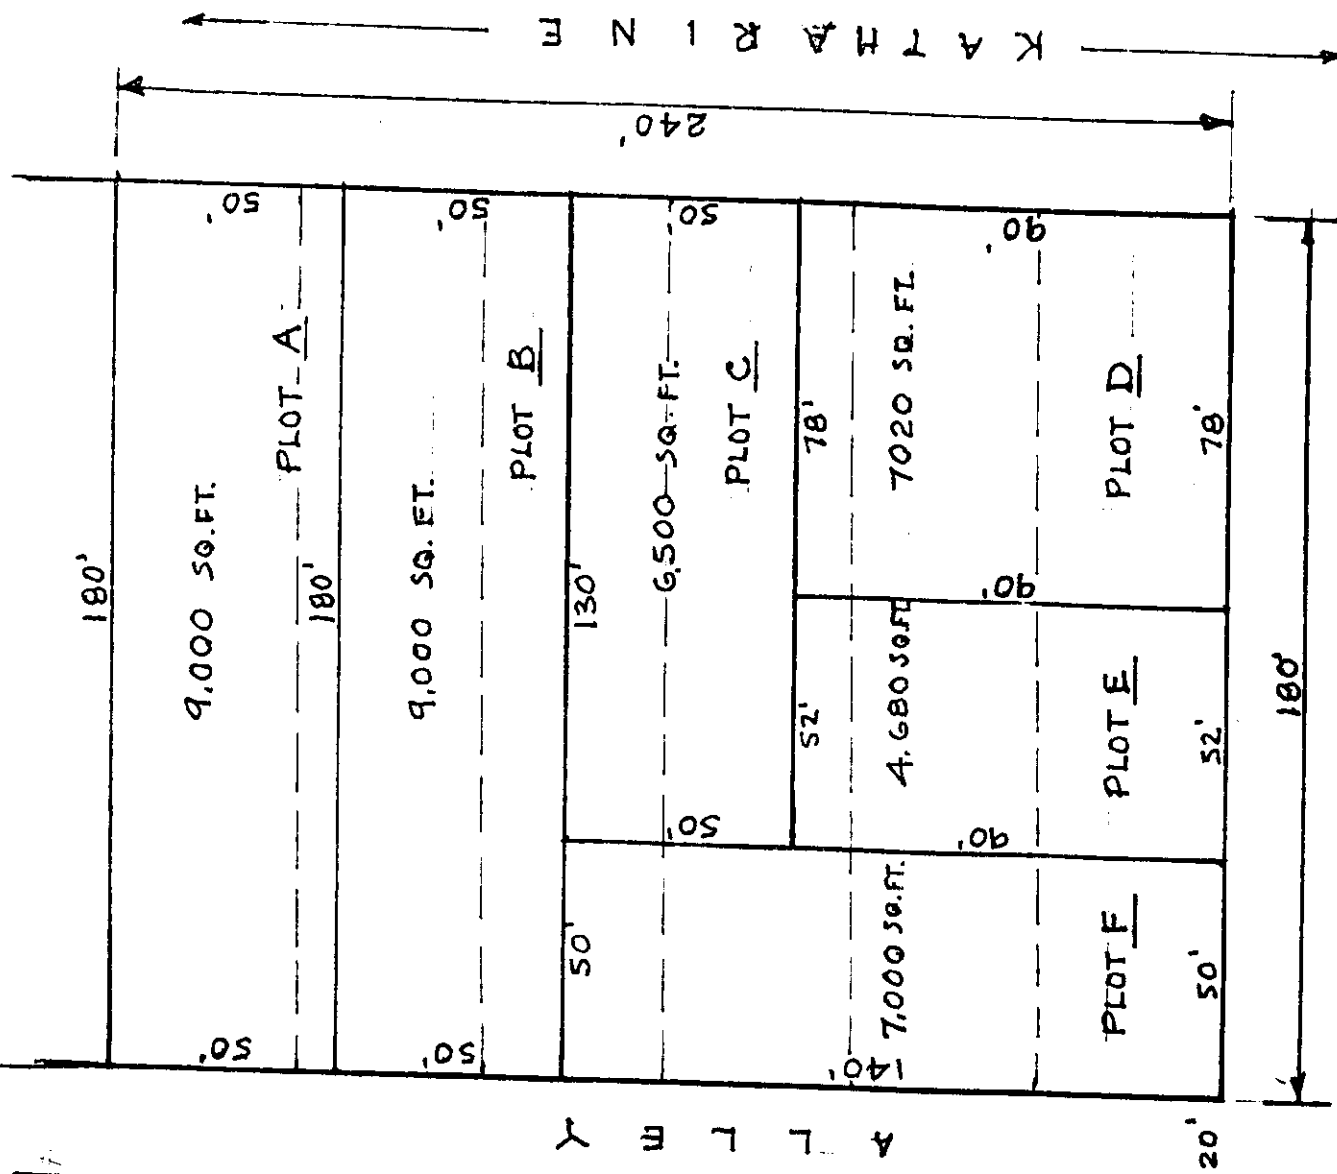 KATHARINE
240'
180'
50'
9,000 SQ.FT.
PLOT A
50'
180'
50'
9,000 SQ. FT.
PLOT B
50'
130'
50'
50'
6,500 SQ. FT.
PLOT C
50'
78'
52'
90'
7020 SQ. FT.
PLOT D
78'
90'
4,680 SQ.FT.
PLOT E
52'
90'
7,000 SQ.FT.
PLOT F
50'
140'
180'
ALLEY
20'